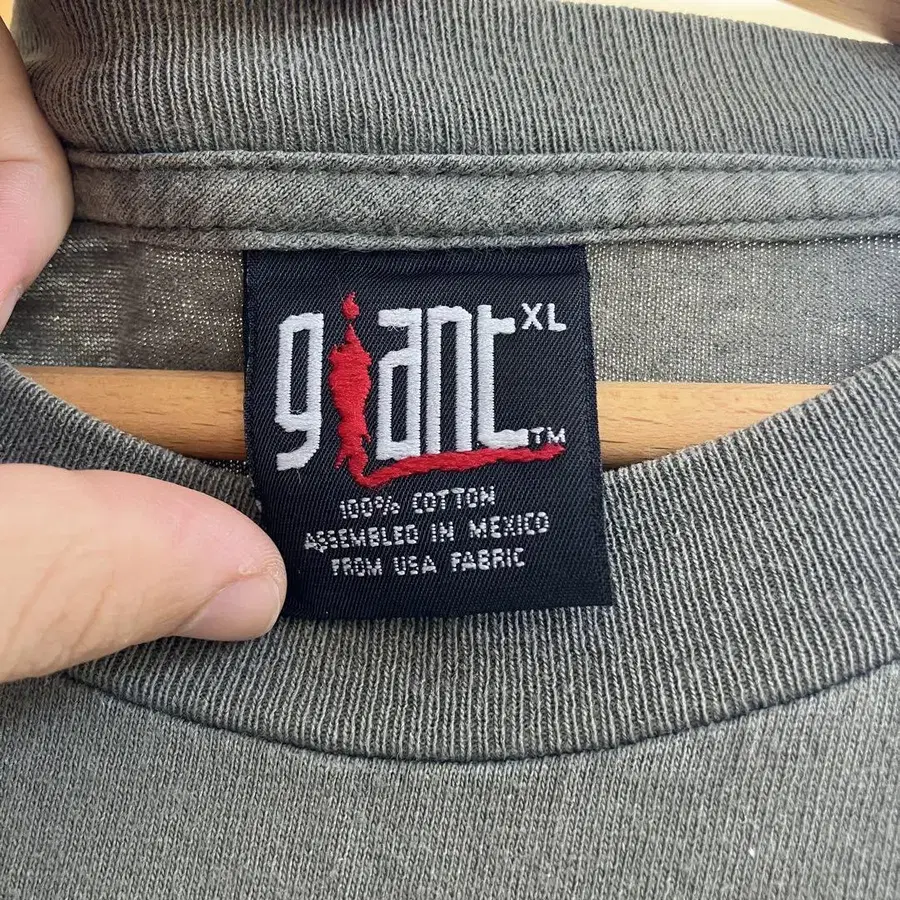 giant XL
TM
100% COTTON
ASSEMBLED IN MEXICO
FROM USA FABRIC